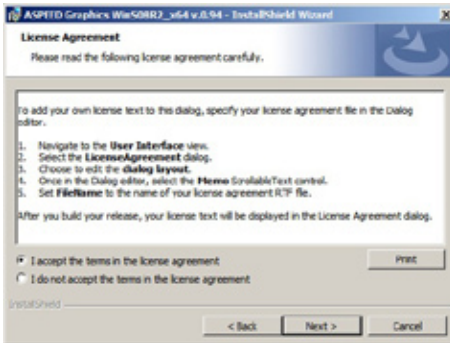 ASPEED Graphics WinS08R2_x64 v.0.94 - InstallShield Wizard
License Agreement
Please read the following license agreement carefully.
To add your own license text to this dialog, specify your license agreement file in the Dialog
editor.
1. Navigate to the User Interface view.
2. Select the LicenseAgreement dialog.
3. Choose to edit the dialog layout.
4. Once in the Dialog editor, select the Memo ScrollableText control.
5. Set FileName to the name of your license agreement RTF file.
After you build your release, your license text will be displayed in the License Agreement dialog.
I accept the terms in the license agreement
Print
I do not accept the terms in the license agreement
InstallShield
< Back
Next >
Cancel